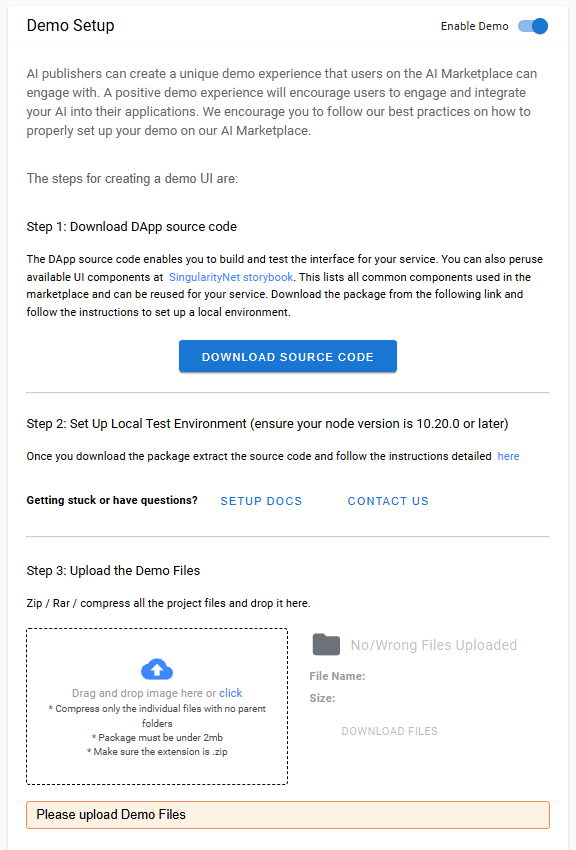 Demo Setup
Enable Demo
AI publishers can create a unique demo experience that users on the AI Marketplace can
engage with. A positive demo experience will encourage users to engage and integrate
your AI into their applications. We encourage you to follow our best practices on how to
properly set up your demo on our AI Marketplace.
The steps for creating a demo UI are:
Step 1: Download DApp source code
The DApp source code enables you to build and test the interface for your service. You can also peruse
available UI components at SingularityNet storybook. This lists all common components used in the
marketplace and can be reused for your service. Download the package from the following link and
follow the instructions to set up a local environment.
DOWNLOAD SOURCE CODE
Step 2: Set Up Local Test Environment (ensure your node version is 10.20.0 or later)
Once you download the package extract the source code and follow the instructions detailed here
Getting stuck or have questions? SETUP DOCS CONTACT US
Step 3: Upload the Demo Files
Zip / Rar / compress all the project files and drop it here.
Drag and drop image here or click
* Compress only the individual files with no parent
folders
* Package must be under 2mb
* Make sure the extension is .zip
No/Wrong Files Uploaded
File Name:
Size:
DOWNLOAD FILES
Please upload Demo Files